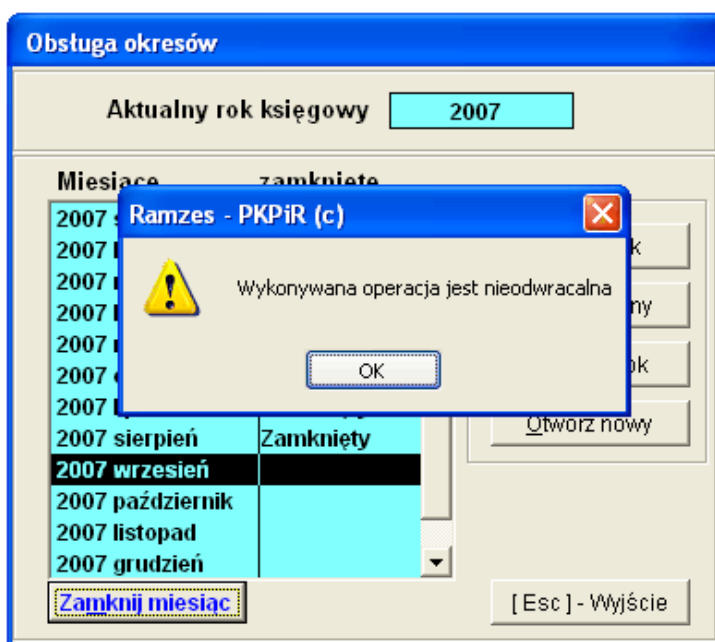 Obsługa okresów
Aktualny rok księgowy 2007
Miesiące zamknięte
Ramzes - PKPiR (c)
Wykonywana operacja jest nieodwracalna
OK
2007
2007
2007
2007
2007
2007
2007
2007 sierpień Zamknięty
Otwórz nowy
2007 wrzesień
2007 październik
2007 listopad
2007 grudzień
Zamknij miesiąc
[ Esc ] - Wyjście